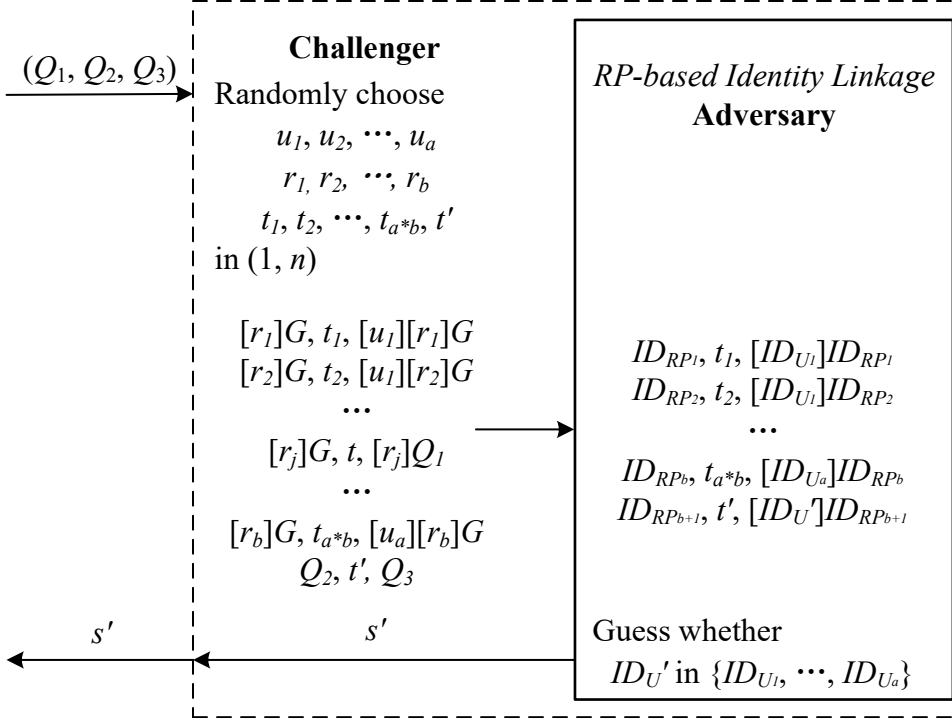 (Q1, Q2, Q3)
Challenger
Randomly choose
u1, u2, ···, ua
r1, r2, ···, rb
t1, t2, ···, ta*b, t′
in (1, n)
[r1]G, t1, [u1][r1]G
[r2]G, t2, [u1][r2]G
···
[rj]G, t, [rj]Q1
···
[rb]G, ta*b, [ua][rb]G
Q2, t′, Q3
RP-based Identity Linkage
Adversary
IDRP1, t1, [IDU1]IDRP1
IDRP2, t2, [IDU1]IDRP2
···
IDRPb, ta*b, [IDUa]IDRPb
IDRPb+1, t′, [IDU′]IDRPb+1
Guess whether
IDU′ in {IDU1, ···, IDUa}
s′
s′